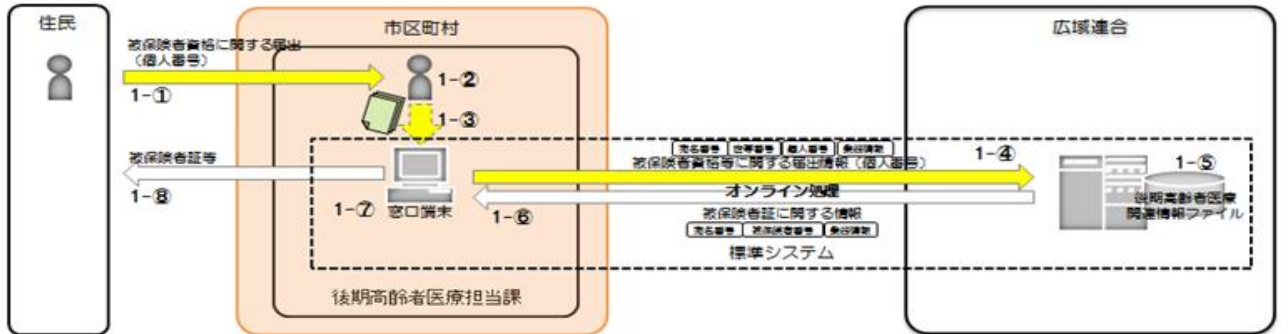 住民
市区町村
広域連合
被保険者資格に関する届出
（個人番号）
1-①
1-②
1-③
宛名番号 世帯番号 個人番号 業務情報
被保険者資格等に関する届出情報（個人番号）
1-④
1-⑤
被保険者証等
1-⑧
オンライン処理
後期高齢者医療
関連情報ファイル
1-⑦
窓口端末
1-⑥
被保険者証に関する情報
宛名番号 被保険者番号 業務情報
標準システム
後期高齢者医療担当課